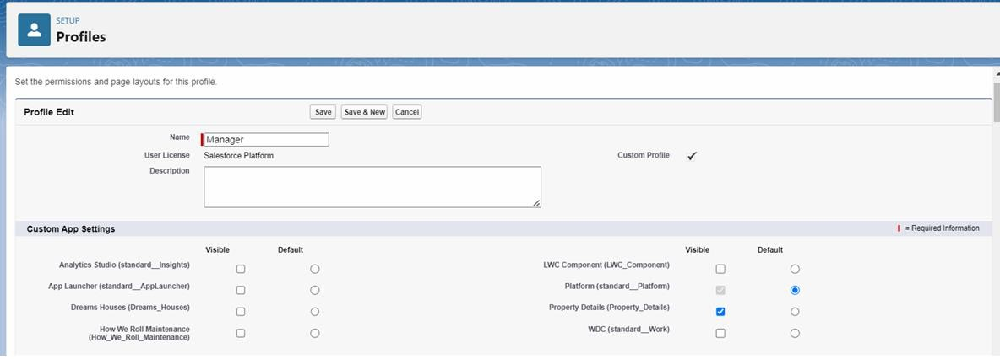 SETUP
Profiles
Set the permissions and page layouts for this profile.
Profile Edit Save Save & New Cancel
Name Manager
User License Salesforce Platform Custom Profile ✓
Description
Custom App Settings = Required Information
Visible Default Visible Default
Analytics Studio (standard__Insights) LWC Component (LWC_Component)
App Launcher (standard__AppLauncher) Platform (standard__Platform)
Dreams Houses (Dreams_Houses) Property Details (Property_Details)
How We Roll Maintenance WDC (standard__Work)
(How_We_Roll_Maintenance)